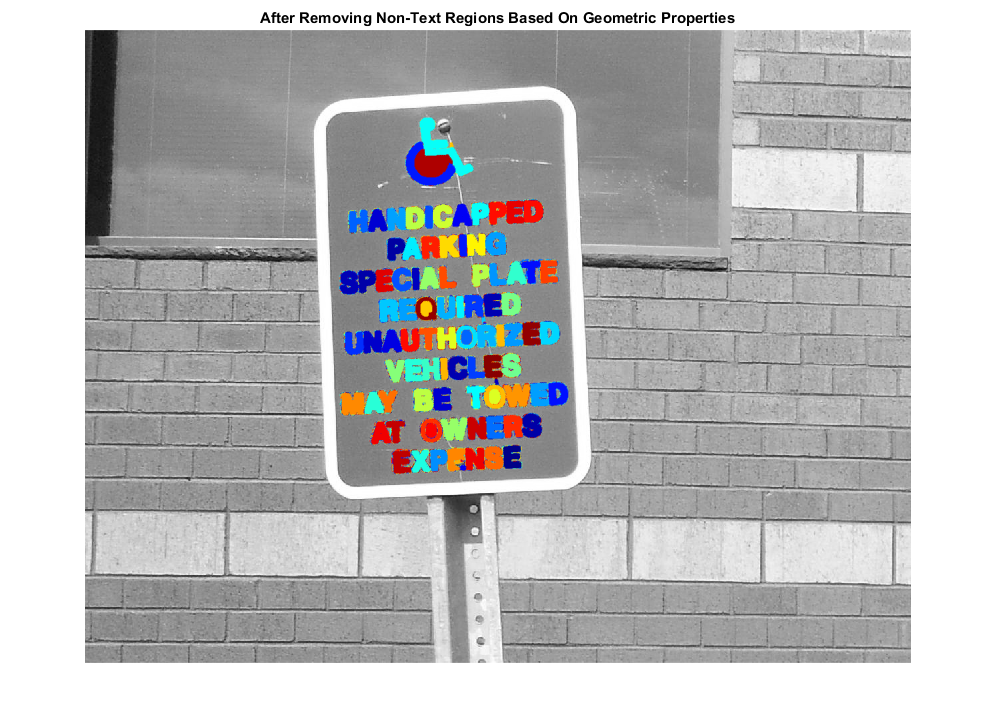 After Removing Non-Text Regions Based On Geometric Properties
HANDICAPPED
PARKING
SPECIAL PLATE
REQUIRED
UNAUTHORIZED
VEHICLES
MAY BE TOWED
AT OWNERS
EXPENSE